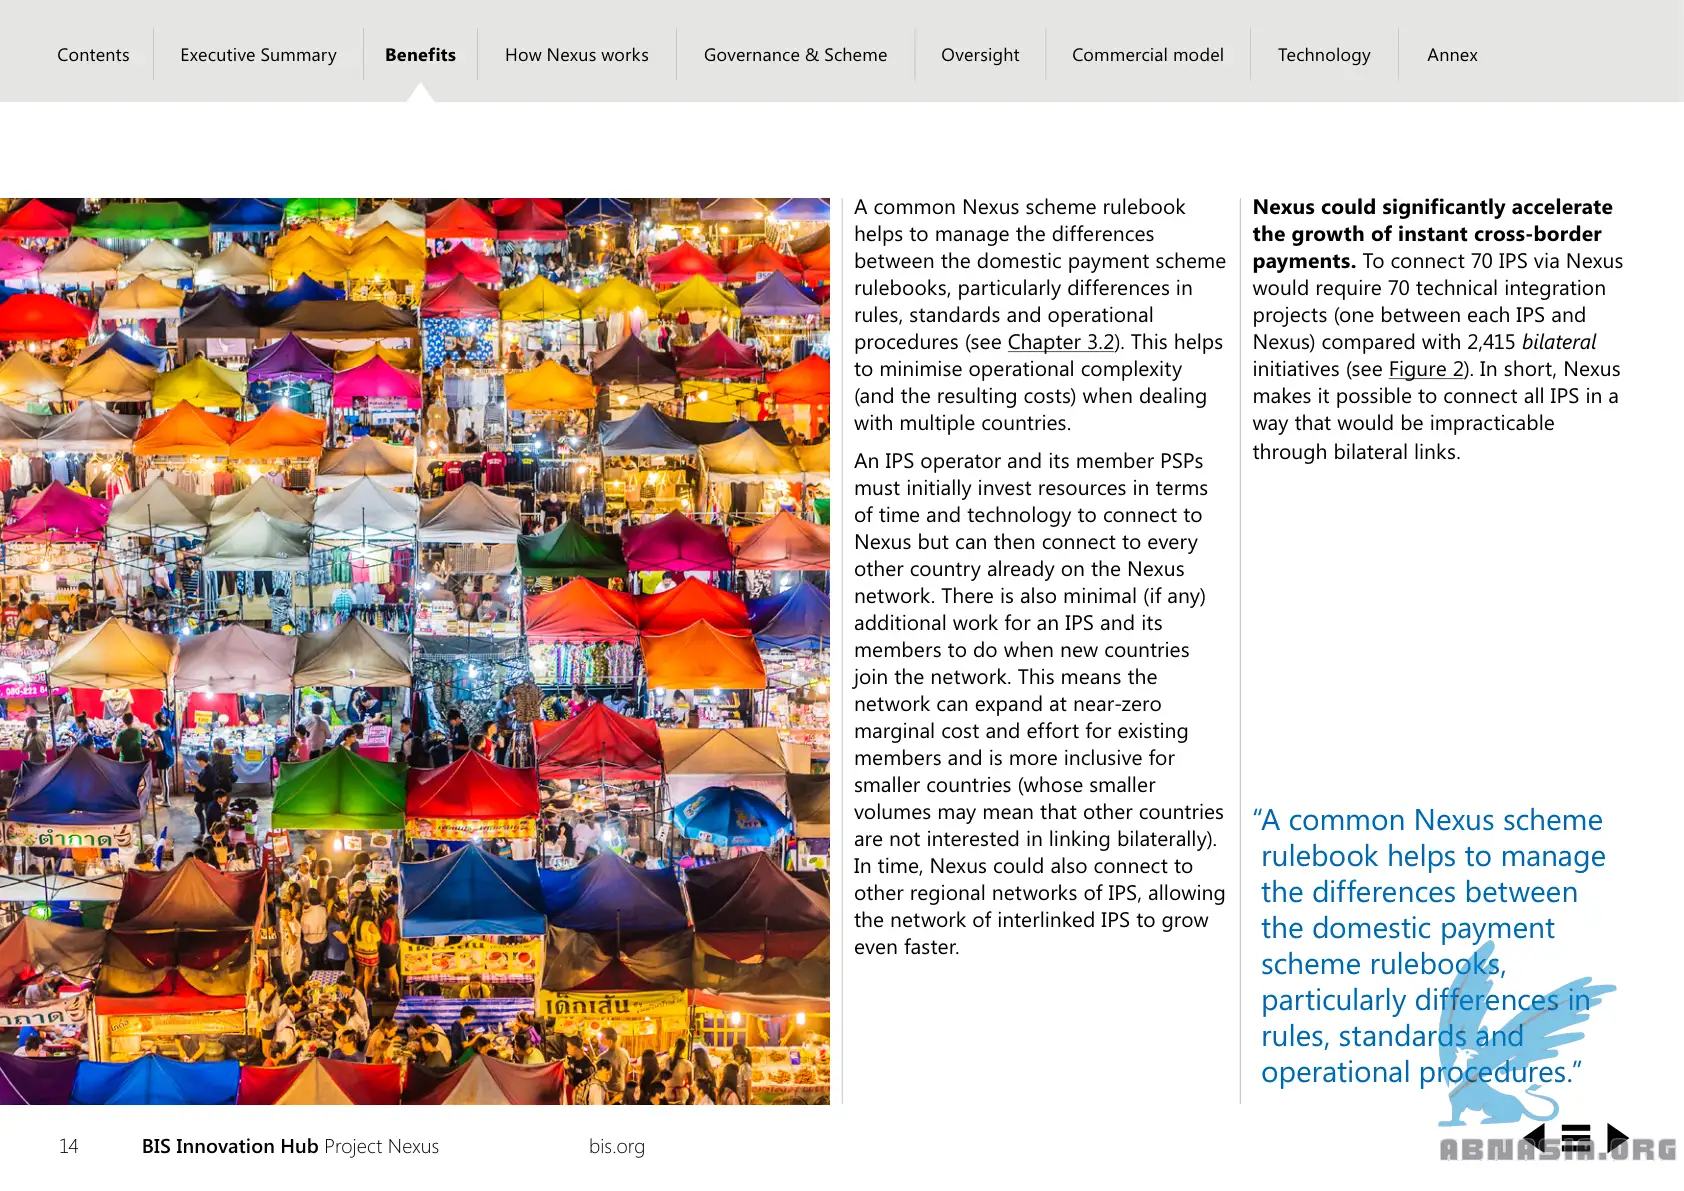 Contents
Executive Summary
Benefits
How Nexus works
Governance & Scheme
Oversight
Commercial model
Technology
Annex
ตำกาด
เด็กเส้น
A common Nexus scheme rulebook
helps to manage the differences
between the domestic payment scheme
rulebooks, particularly differences in
rules, standards and operational
procedures (see Chapter 3.2). This helps
to minimise operational complexity
(and the resulting costs) when dealing
with multiple countries.
An IPS operator and its member PSPs
must initially invest resources in terms
of time and technology to connect to
Nexus but can then connect to every
other country already on the Nexus
network. There is also minimal (if any)
additional work for an IPS and its
members to do when new countries
join the network. This means the
network can expand at near-zero
marginal cost and effort for existing
members and is more inclusive for
smaller countries (whose smaller
volumes may mean that other countries
are not interested in linking bilaterally).
In time, Nexus could also connect to
other regional networks of IPS, allowing
the network of interlinked IPS to grow
even faster.
Nexus could significantly accelerate
the growth of instant cross-border
payments. To connect 70 IPS via Nexus
would require 70 technical integration
projects (one between each IPS and
Nexus) compared with 2,415 bilateral
initiatives (see Figure 2). In short, Nexus
makes it possible to connect all IPS in a
way that would be impracticable
through bilateral links.
“A common Nexus scheme
rulebook helps to manage
the differences between
the domestic payment
scheme rulebooks,
particularly differences in
rules, standards and
operational procedures.”
14
BIS Innovation Hub Project Nexus
bis.org
ABNASIA.ORG